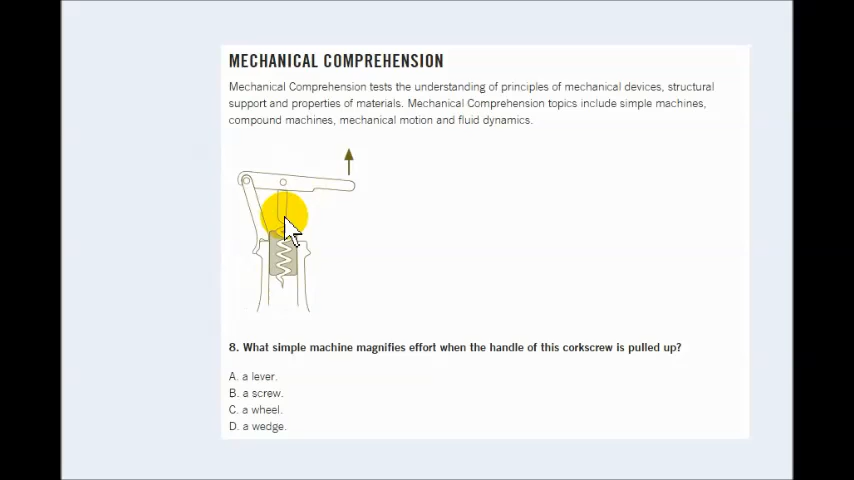 MECHANICAL COMPREHENSION
Mechanical Comprehension tests the understanding of principles of mechanical devices, structural
support and properties of materials. Mechanical Comprehension topics include simple machines,
compound machines, mechanical motion and fluid dynamics.
8. What simple machine magnifies effort when the handle of this corkscrew is pulled up?
A. a lever.
B. a screw.
C. a wheel.
D. a wedge.